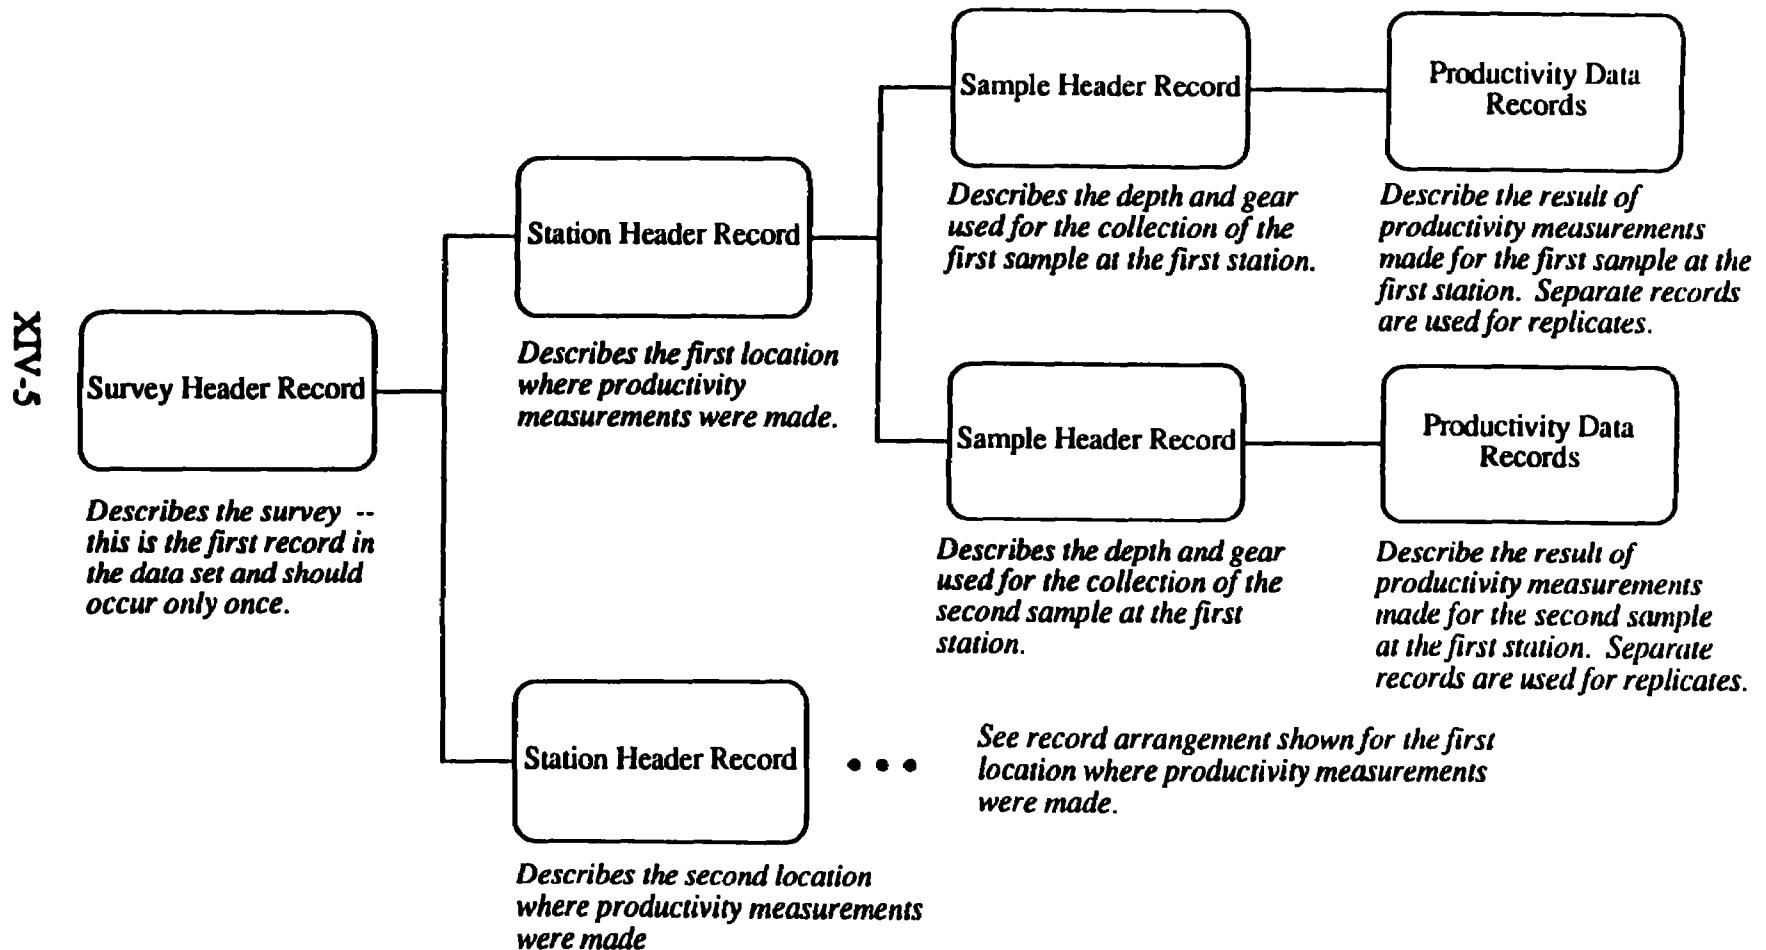 XIV-5
Survey Header Record
Describes the survey --
this is the first record in
the data set and should
occur only once.
Station Header Record
Describes the first location
where productivity
measurements were made.
Sample Header Record
Describes the depth and gear
used for the collection of the
first sample at the first station.
Productivity Data
Records
Describe the result of
productivity measurements
made for the first sample at the
first station. Separate records
are used for replicates.
Sample Header Record
Describes the depth and gear
used for the collection of the
second sample at the first
station.
Productivity Data
Records
Describe the result of
productivity measurements
made for the second sample
at the first station. Separate
records are used for replicates.
Station Header Record
• • •
See record arrangement shown for the first
location where productivity measurements
were made.
Describes the second location
where productivity measurements
were made